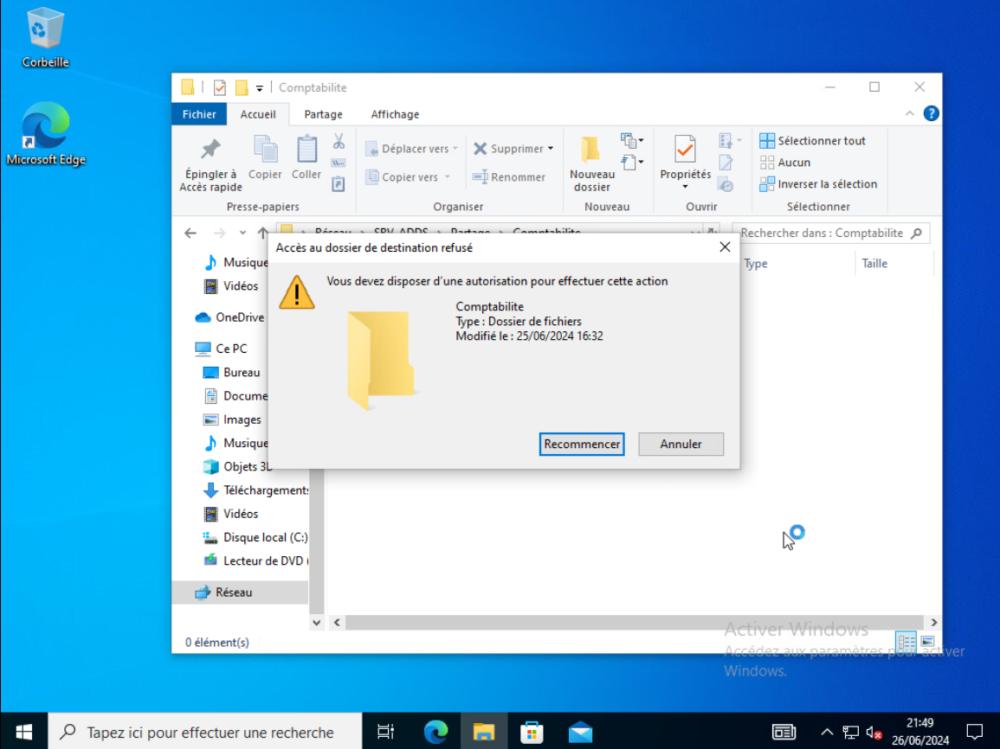 Corbeille
Microsoft Edge
Comptabilite
Fichier
Accueil
Partage
Affichage
Épingler à
Accès rapide
Copier
Coller
Presse-papiers
Déplacer vers
Copier vers
Supprimer
Renommer
Organiser
Nouveau
dossier
Nouveau
Propriétés
Ouvrir
Sélectionner tout
Aucun
Inverser la sélection
Sélectionner
Réseau > SRV-ADDS > Partage > Comptabilite
Rechercher dans : Comptabilite
Type
Taille
Accès au dossier de destination refusé
Vous devez disposer d'une autorisation pour effectuer cette action
Comptabilite
Type : Dossier de fichiers
Modifié le : 25/06/2024 16:32
Recommencer
Annuler
Musique
Vidéos
OneDrive
Ce PC
Bureau
Docume
Images
Musique
Objets 3D
Téléchargements
Vidéos
Disque local (C:)
Lecteur de DVD (
Réseau
0 élément(s)
Activer Windows
Accédez aux paramètres pour activer
Windows.
Tapez ici pour effectuer une recherche
21:49
26/06/2024